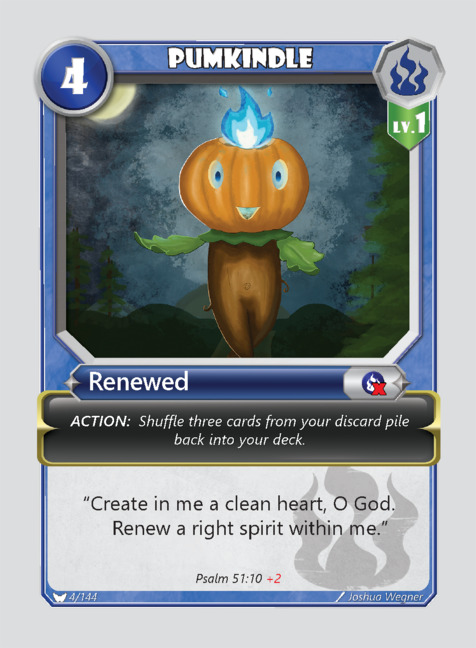 PUMKINDLE
4
LV.1
Renewed
ACTION: Shuffle three cards from your discard pile
back into your deck.
“Create in me a clean heart, O God.
Renew a right spirit within me.”
Psalm 51:10 +2
4/144
Joshua Wegner